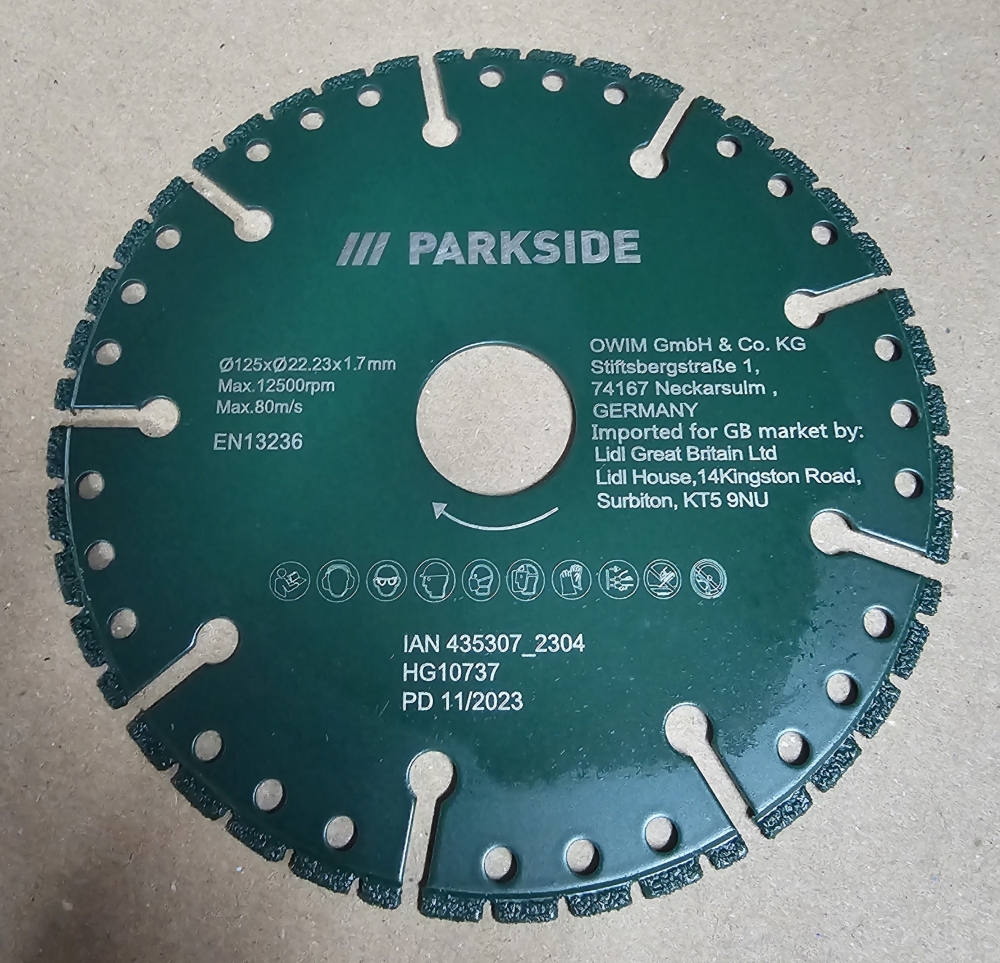 PARKSIDE
Ø125xØ22.23x1.7mm
Max.12500rpm
Max.80m/s
EN13236
OWIM GmbH & Co. KG
Stiftsbergstraße 1,
74167 Neckarsulm ,
GERMANY
Imported for GB market by:
Lidl Great Britain Ltd
Lidl House,14Kingston Road,
Surbiton, KT5 9NU
IAN 435307_2304
HG10737
PD 11/2023